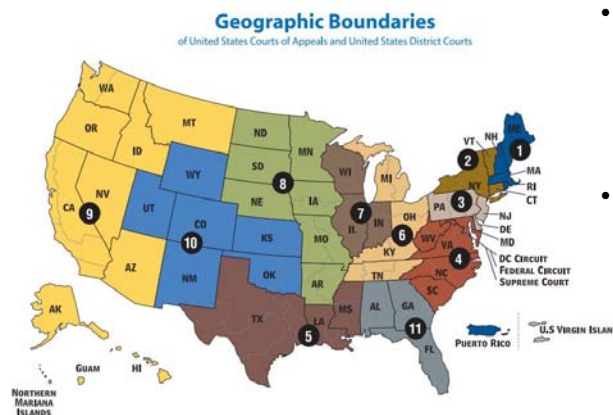 Geographic Boundaries
of United States Courts of Appeals and United States District Courts
WA
MT
ND
MN
VT
NH
ME
1
OR
ID
SD
WI
MI
2
NY
MA
WY
8
RI
CT
NV
NE
IA
7
PA
3
CA
9
UT
CO
10
IL
IN
OH
6
NJ
DE
MD
KS
MO
KY
WV
VA
4
DC CIRCUIT
FEDERAL CIRCUIT
SUPREME COURT
AZ
NM
OK
AR
TN
NC
SC
TX
LA
5
MS
AL
GA
11
FL
AK
HI
GUAM
NORTHERN
MARIANA
ISLANDS
PUERTO RICO
U.S VIRGIN ISLAN